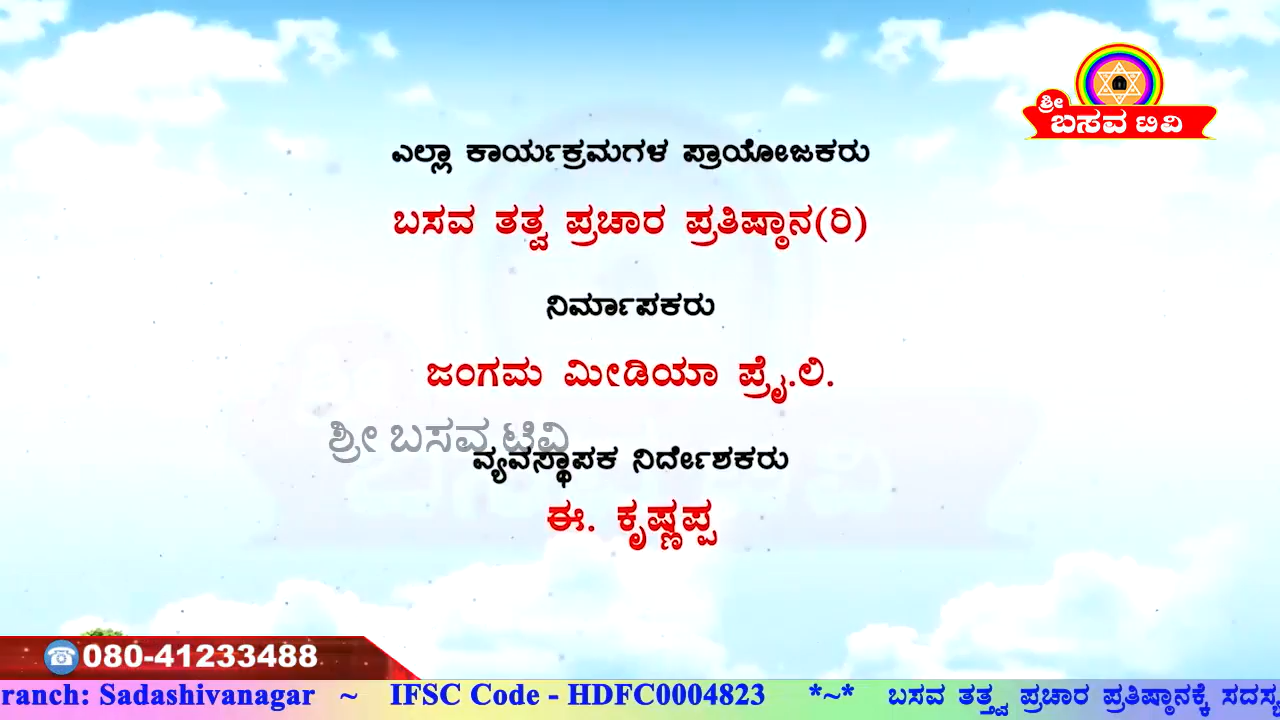 ಶ್ರೀ
ಬಸವ ಟಿವಿ
ಎಲ್ಲಾ ಕಾರ್ಯಕ್ರಮಗಳ ಪ್ರಾಯೋಜಕರು
ಬಸವ ತತ್ವ ಪ್ರಚಾರ ಪ್ರತಿಷ್ಠಾನ(ರಿ)
ನಿರ್ಮಾಪಕರು
ಜಂಗಮ ಮೀಡಿಯಾ ಪ್ರೈ.ಲಿ.
ಶ್ರೀ ಬಸವ ಟಿವಿ
ವ್ಯವಸ್ಥಾಪಕ ನಿರ್ದೇಶಕರು
ಈ. ಕೃಷ್ಣಪ್ಪ
080-41233488
ranch: Sadashivanagar ~ IFSC Code - HDFC0004823 *~* ಬಸವ ತತ್ತ್ವ ಪ್ರಚಾರ ಪ್ರತಿಷ್ಠಾನಕ್ಕೆ ಸದಸ್ಯ